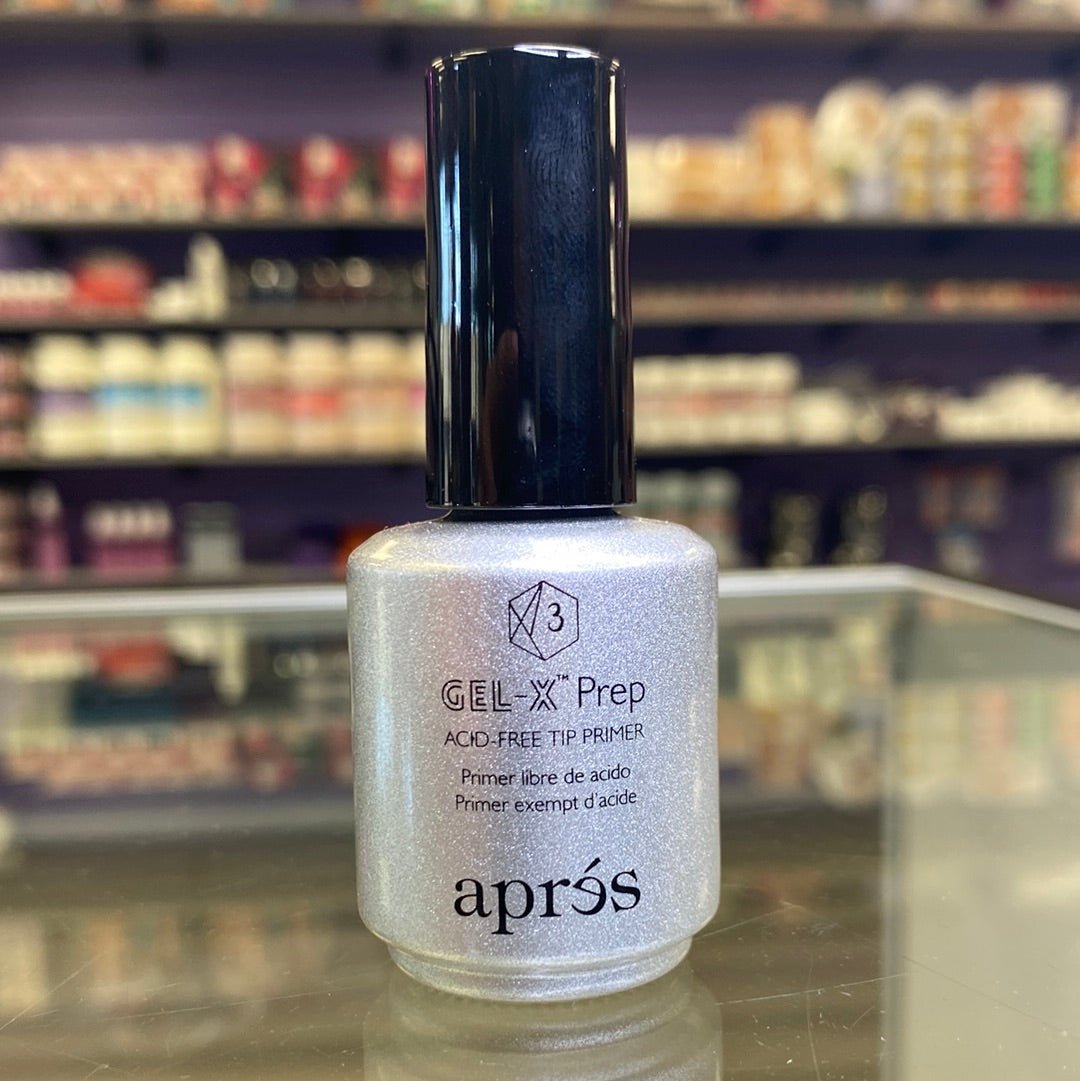 3
GEL-X™ Prep
ACID-FREE TIP PRIMER
Primer libre de acido
Primer exempt d'acide
aprés